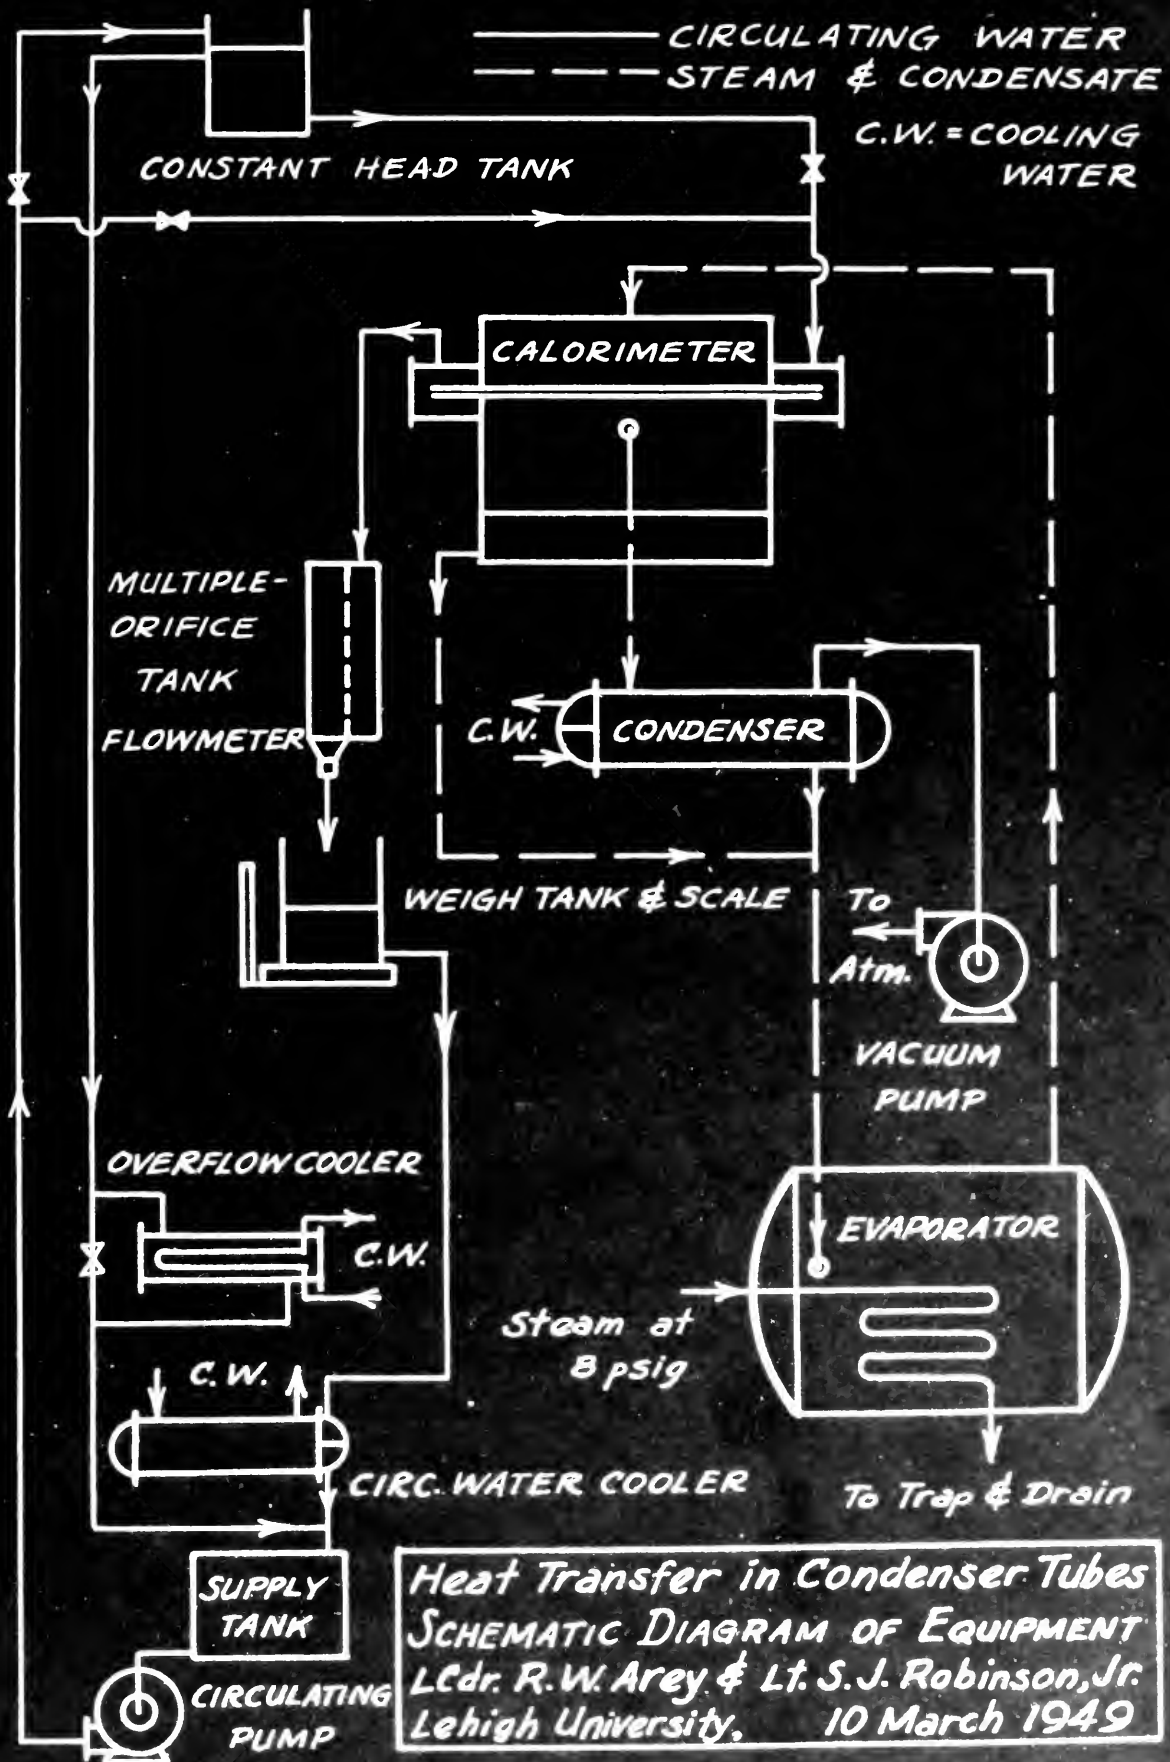 CIRCULATING WATER
STEAM & CONDENSATE
C.W. = COOLING
WATER
CONSTANT HEAD TANK
CALORIMETER
MULTIPLE-
ORIFICE
TANK
FLOWMETER
C.W.
CONDENSER
WEIGH TANK & SCALE
To
Atm.
VACUUM
PUMP
OVERFLOW COOLER
C.W.
EVAPORATOR
Steam at
8 psig
C.W.
CIRC. WATER COOLER
To Trap & Drain
SUPPLY
TANK
CIRCULATING
PUMP
Heat Transfer in Condenser Tubes
SCHEMATIC DIAGRAM OF EQUIPMENT
LCdr. R.W. Arey & Lt. S.J. Robinson, Jr.
Lehigh University, 10 March 1949